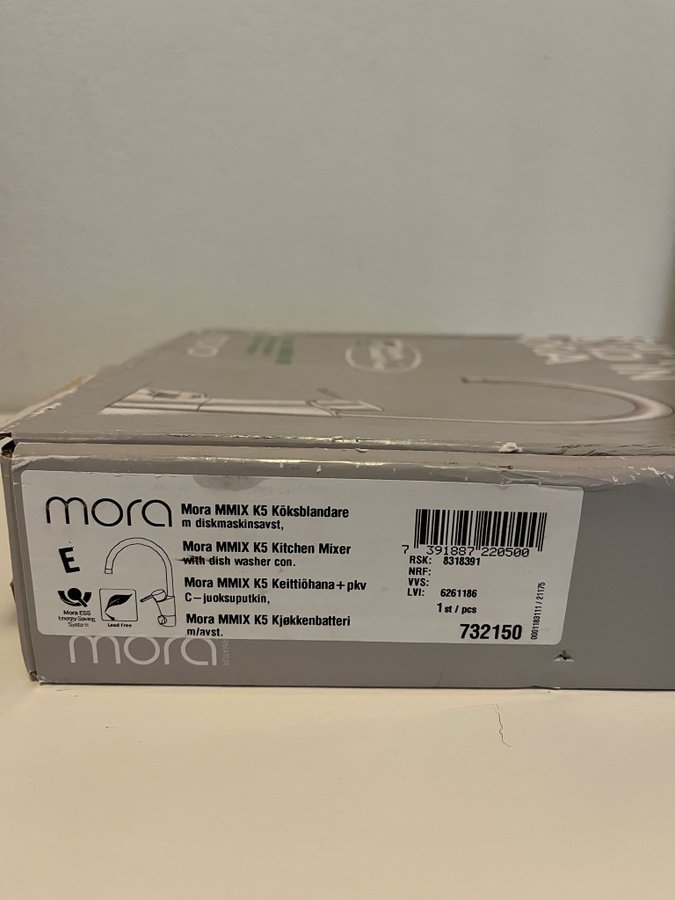 mora
Mora MMIX K5 Köksblandare
m diskmaskinsavst,
E
Mora MMIX K5 Kitchen Mixer
with dish washer con.
Mora MMIX K5 Keittiöhana+pkv
C-juoksuputkin,
Mora MMIX K5 Kjøkkenbatteri
m/avst.
Mora ESS
Energy Saving
System
Lead Free
7 391887 220500
RSK: 8318391
NRF:
VVS:
LVI: 6261186
1 st / pcs
732150
0001183111 / 21175
mora